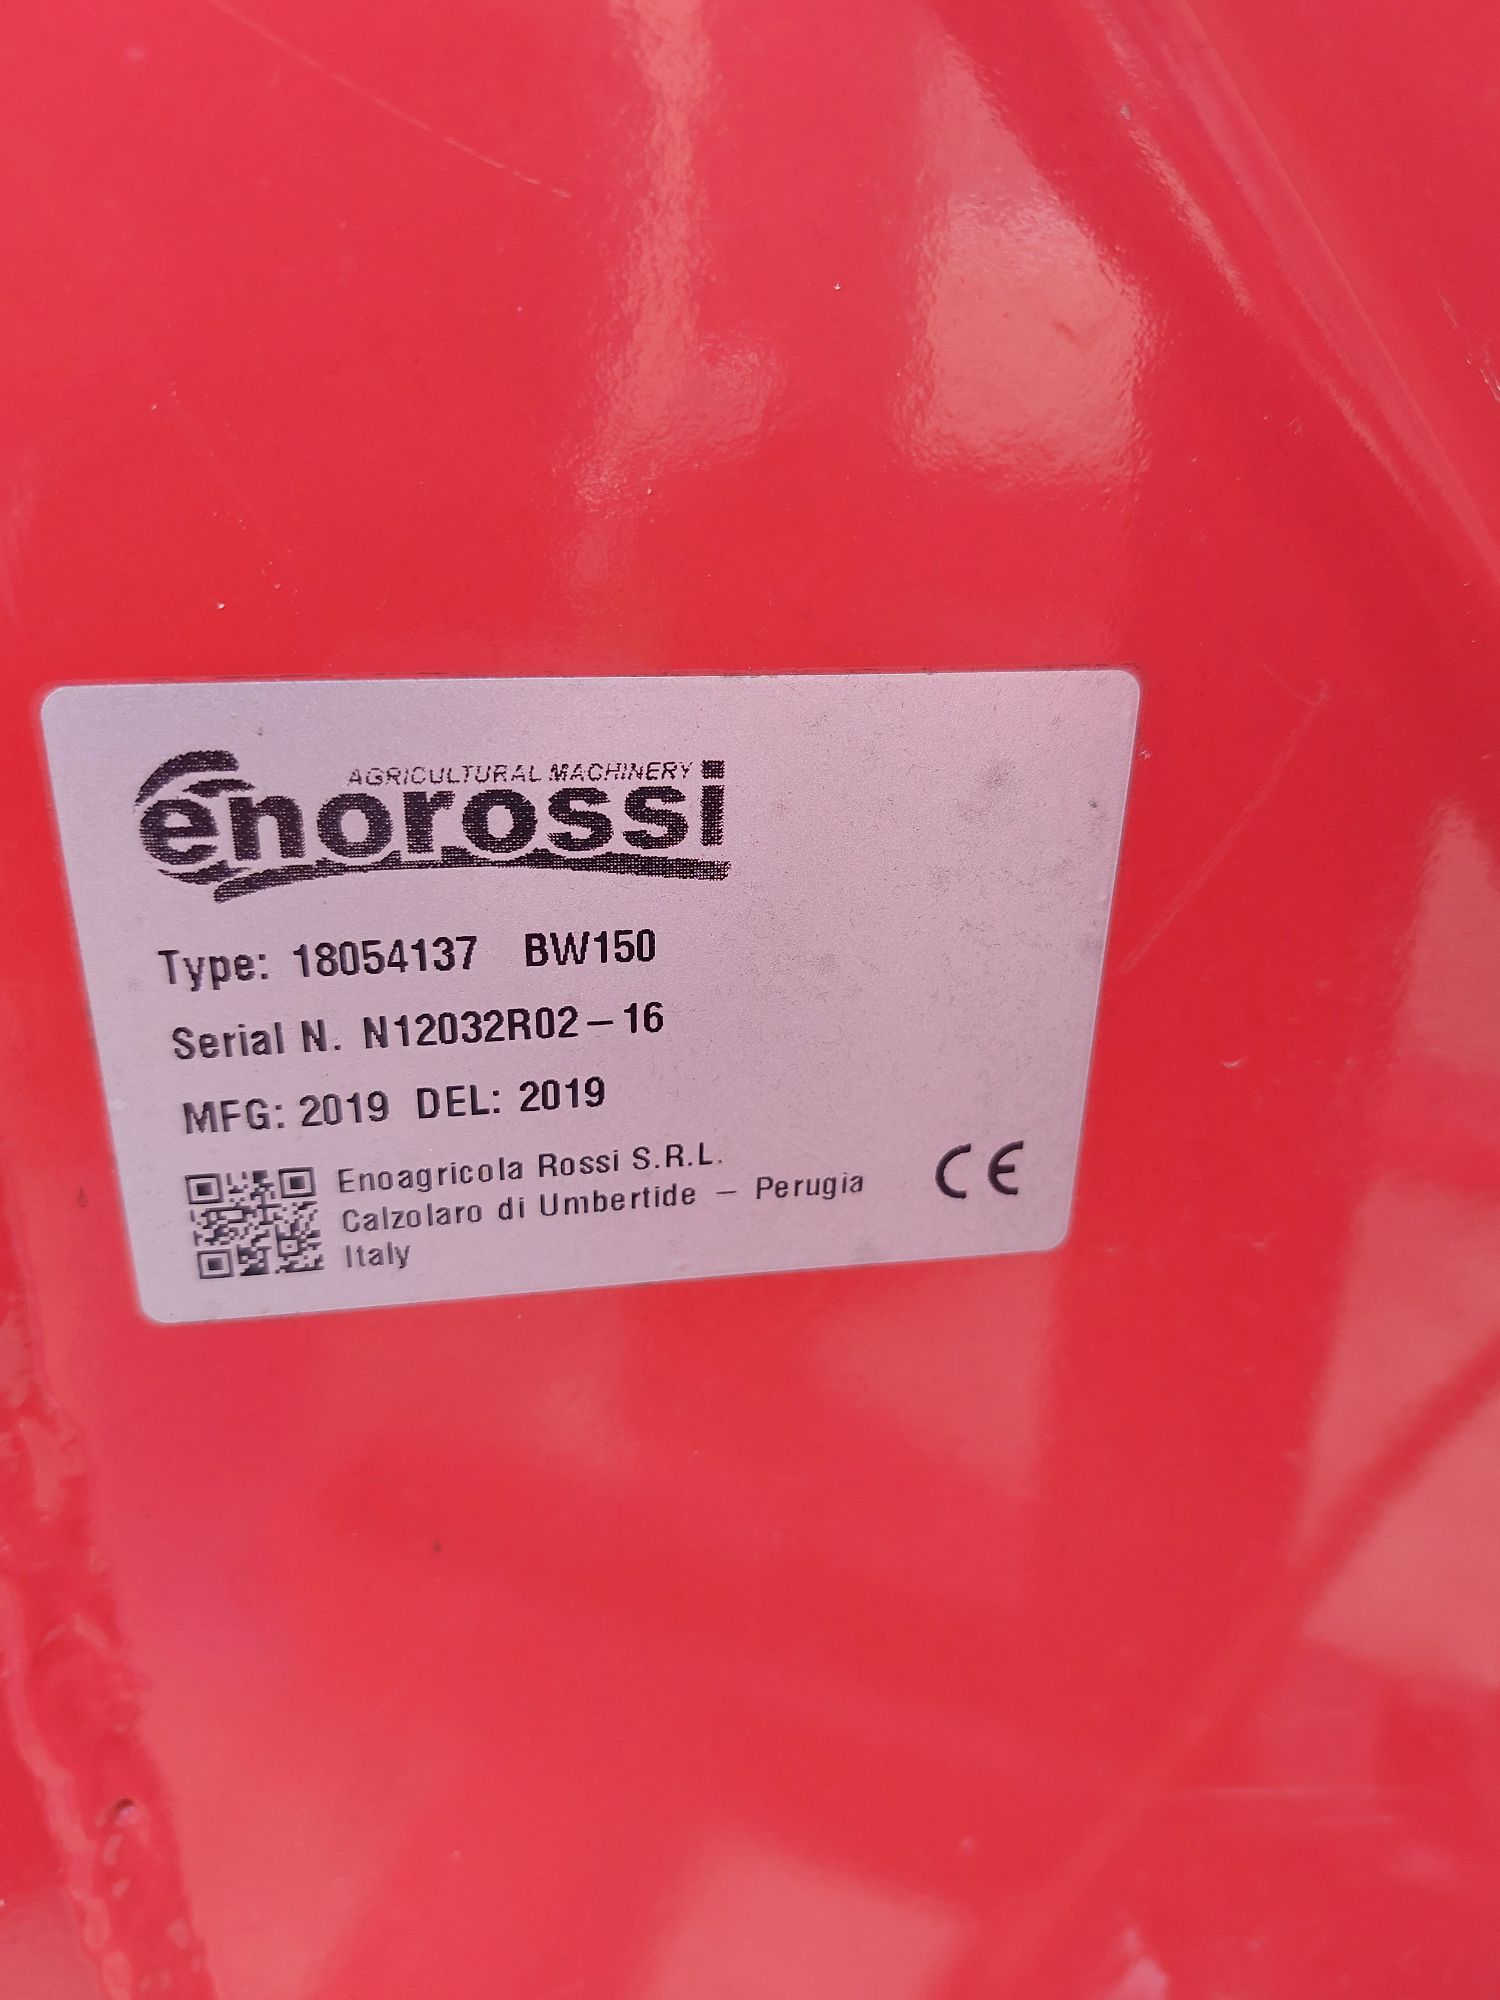 AGRICULTURAL MACHINERY
enorossi
Type: 18054137 BW150
Serial N. N12032R02-16
MFG: 2019 DEL: 2019
Enoagricola Rossi S.R.L.
Calzolaro di Umbertide - Perugia
Italy
CE